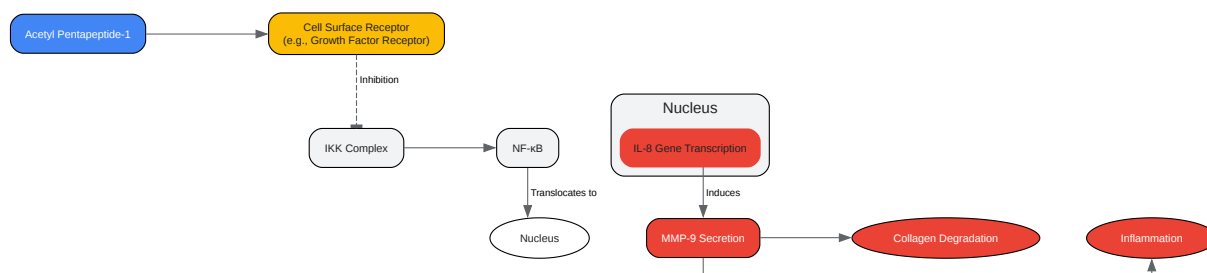 Acetyl Pentapeptide-1
Cell Surface Receptor
(e.g., Growth Factor Receptor)
Inhibition
Nucleus
IKK Complex
NF-κB
IL-8 Gene Transcription
Translocates to
Induces
Nucleus
MMP-9 Secretion
Collagen Degradation
Inflammation